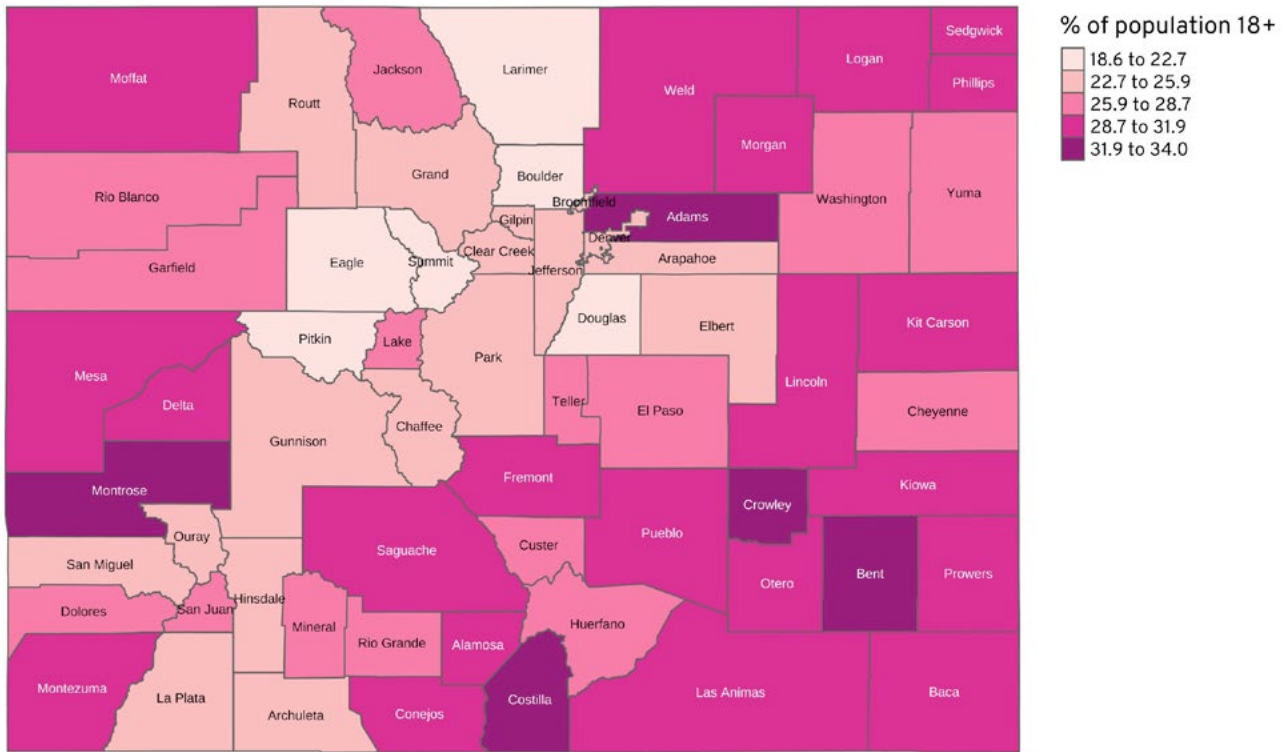 % of population 18+
18.6 to 22.7
22.7 to 25.9
25.9 to 28.7
28.7 to 31.9
31.9 to 34.0
Moffat
Routt
Jackson
Larimer
Weld
Logan
Sedgwick
Phillips
Morgan
Rio Blanco
Grand
Boulder
Broomfield
Adams
Washington
Yuma
Garfield
Eagle
Summit
Gilpin
Clear Creek
Jefferson
Denver
Arapahoe
Mesa
Delta
Pitkin
Lake
Park
Douglas
Elbert
Lincoln
Kit Carson
Cheyenne
Gunnison
Chaffee
Teller
El Paso
Montrose
Fremont
Crowley
Kiowa
Ouray
San Miguel
Saguache
Custer
Pueblo
Otero
Bent
Prowers
Dolores
San Juan
Hinsdale
Mineral
Rio Grande
Alamosa
Huerfano
Montezuma
La Plata
Archuleta
Conejos
Costilla
Las Animas
Baca